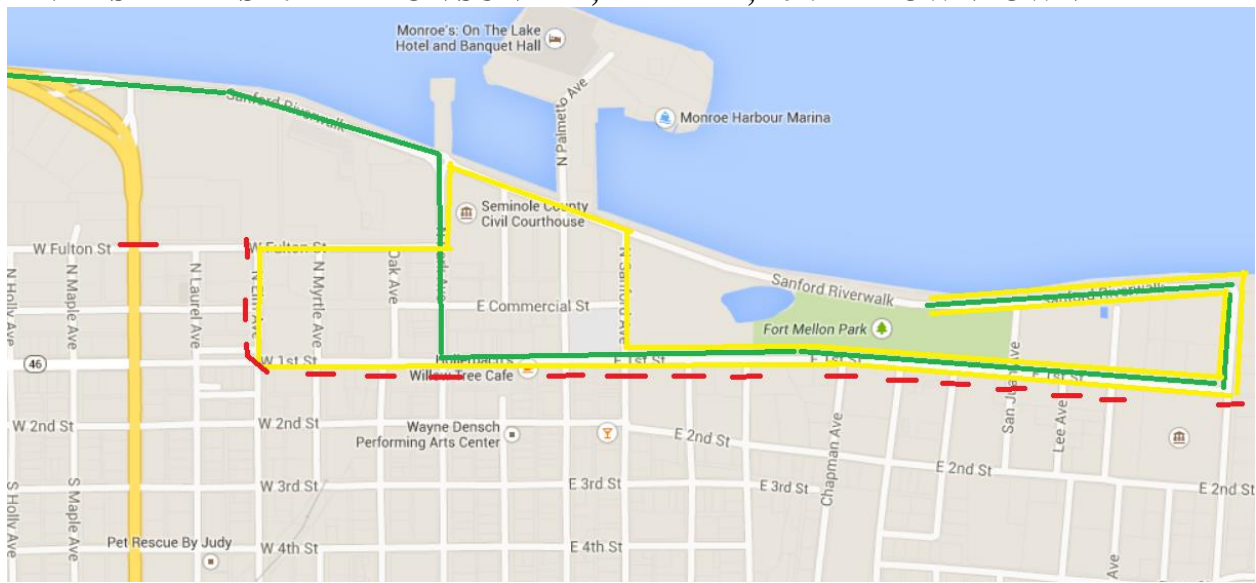 Monroe's: On The Lake
Hotel and Banquet Hall
N Palmetto Ave
Sanford Riverwalk
Monroe Harbour Marina
Seminole County
Civil Courthouse
W Fulton St
W Fulton St
N Holly Ave
N Maple Ave
N Laurel Ave
N Elm Ave
N Myrtle Ave
Oak Ave
N Sanford Ave
E Commercial St
Sanford Riverwalk
Sanford Riverwalk
Fort Mellon Park
46
W 1st St
Hollerbach's
Willow Tree Cafe
E 1st St
E 1st St
E 1st St
San Juan Ave
Lee Ave
Chapman Ave
W 2nd St
W 2nd St
Wayne Densch
Performing Arts Center
E 2nd St
E 2nd St
E 2nd St
S Holly Ave
S Maple Ave
W 3rd St
E 3rd St
E 3rd St
Pet Rescue By Judy
W 4th St
E 4th St
Ave